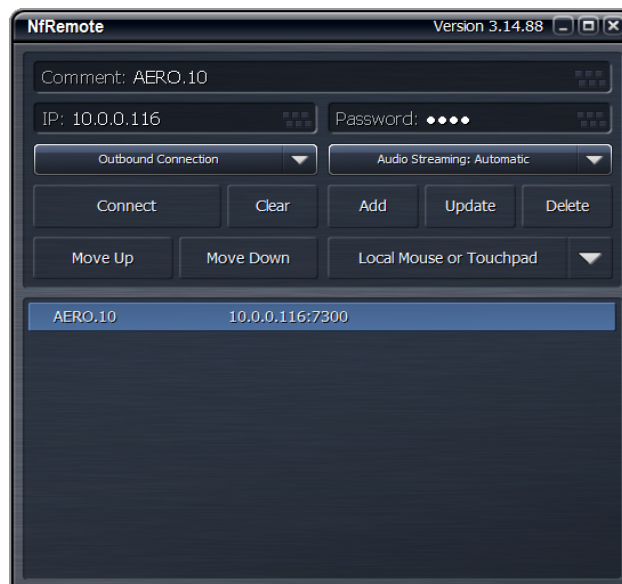 NfRemote Version 3.14.88
Comment: AERO.10
IP: 10.0.0.116 Password: ●●●●
Outbound Connection Audio Streaming: Automatic
Connect Clear Add Update Delete
Move Up Move Down Local Mouse or Touchpad
AERO.10 10.0.0.116:7300